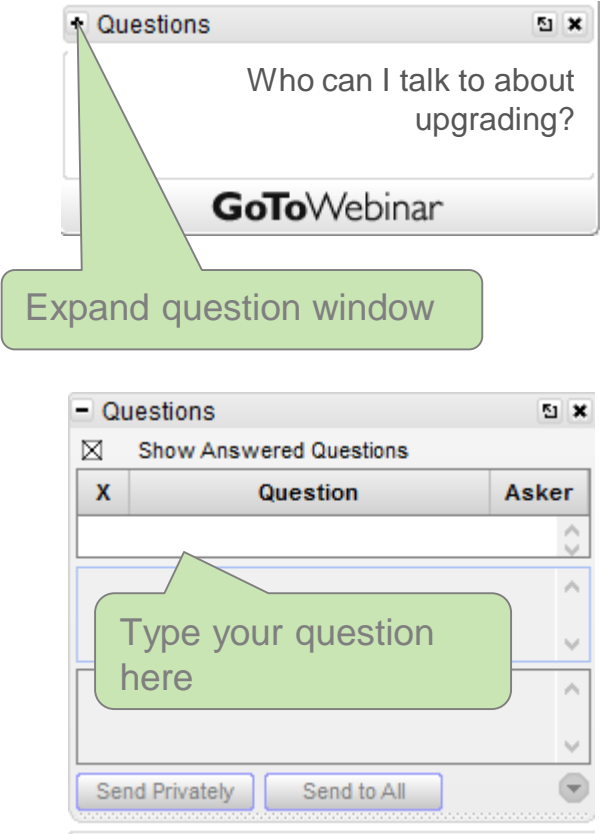 Questions
Who can I talk to about
upgrading?
GoToWebinar
Expand question window
Questions
Show Answered Questions
X Question Asker
Type your question
here
Send Privately Send to All